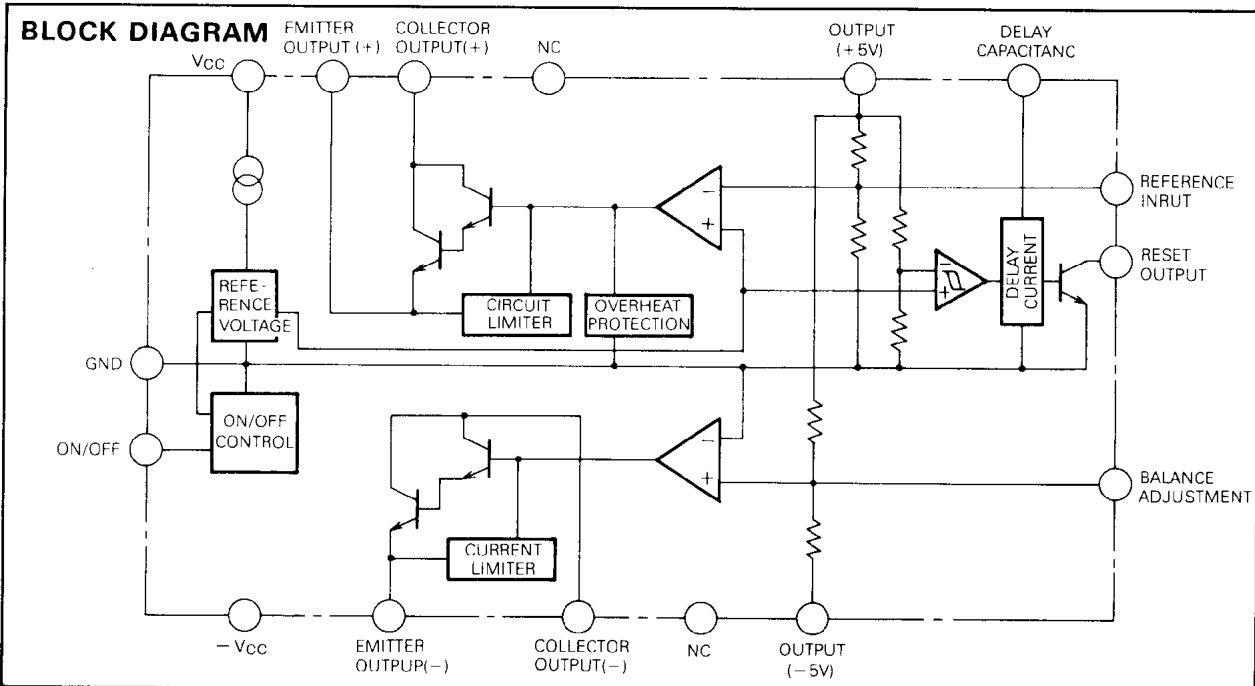 BLOCK DIAGRAM
EMITTER
OUTPUT (+)
COLLECTOR
OUTPUT(+)
NC
OUTPUT
(+5V)
DELAY
CAPACITANC
VCC
REFERENCE
INRUT
RESET
OUTPUT
REFE-
RENCE
VOLTAGE
CIRCUIT
LIMITER
OVERHEAT
PROTECTION
DELAY
CURRENT
−
+
−
+
GND
ON/OFF
CONTROL
ON/OFF
−
+
BALANCE
ADJUSTMENT
CURRENT
LIMITER
−VCC
EMITTER
OUTPUP(−)
COLLECTOR
OUTPUT(−)
NC
OUTPUT
(−5V)